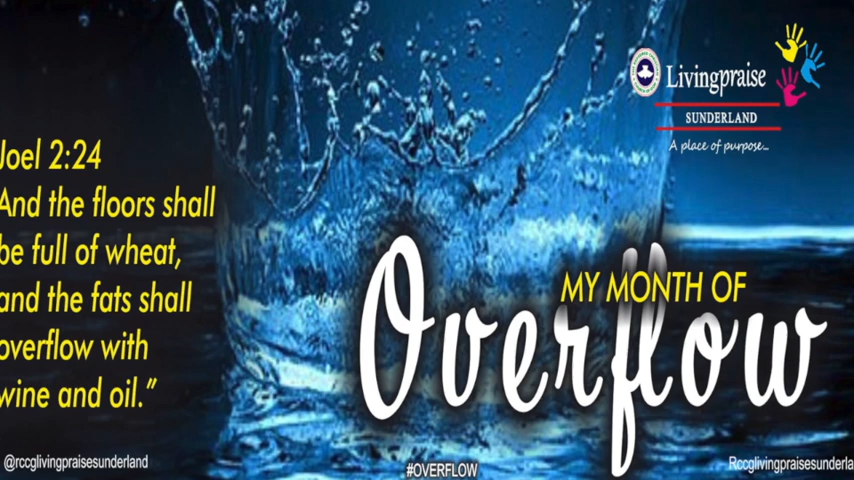 Joel 2:24
And the floors shall
be full of wheat,
and the fats shall
overflow with
wine and oil.”
Livingpraise
SUNDERLAND
A place of purpose...
MY MONTH OF
Overflow
@rccglivingpraisesunderland
#OVERFLOW
Rccglivingpraisesunderla